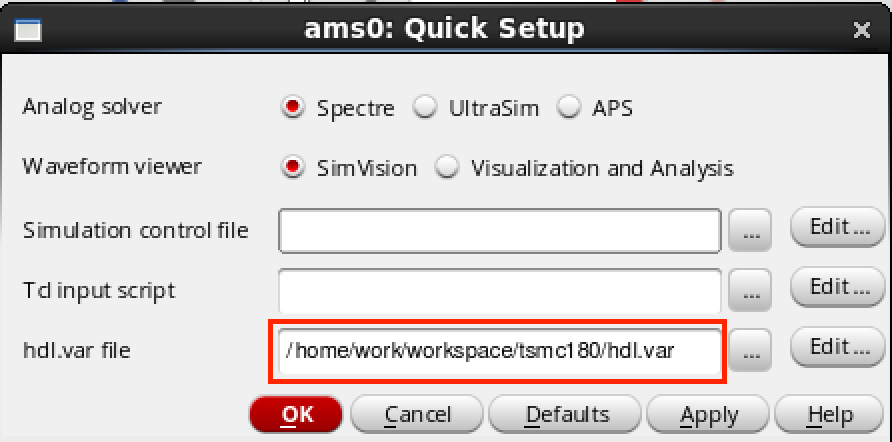 ams0: Quick Setup
Analog solver Spectre UltraSim APS
Waveform viewer SimVision Visualization and Analysis
Simulation control file ... Edit...
Tcl input script ... Edit...
hdl.var file /home/work/workspace/tsmc180/hdl.var ... Edit...
OK Cancel Defaults Apply Help